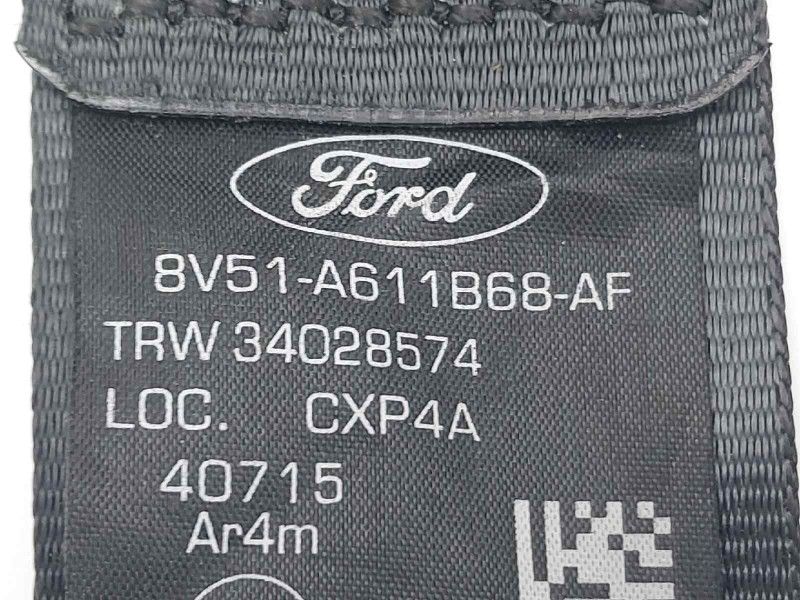 Ford
8V51-A611B68-AF
TRW 34028574
LOC. CXP4A
40715
Ar4m